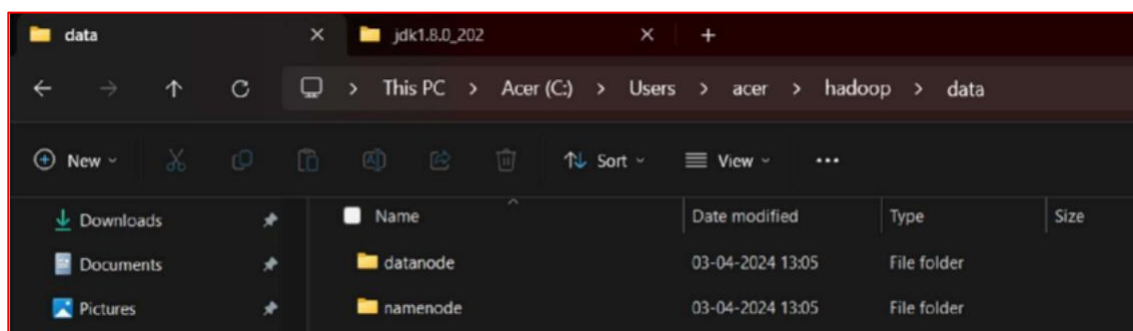 data jdk1.8.0_202
This PC > Acer (C:) > Users > acer > hadoop > data
New Sort View
Name Date modified Type Size
Downloads
datanode 03-04-2024 13:05 File folder
Documents
namenode 03-04-2024 13:05 File folder
Pictures